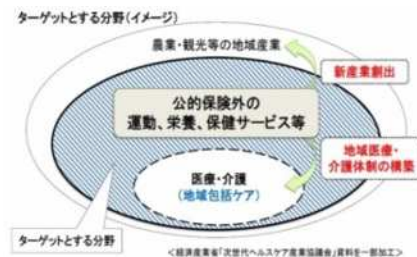 ターゲットとする分野(イメージ)
農業・観光等の地域産業
新産業創出
公的保険外の
運動、栄養、保健サービス等
地域医療・
介護体制の構築
医療・介護
(地域包括ケア)
ターゲットとする分野
<経済産業省「次世代ヘルスケア産業協議会」資料を一部加工>